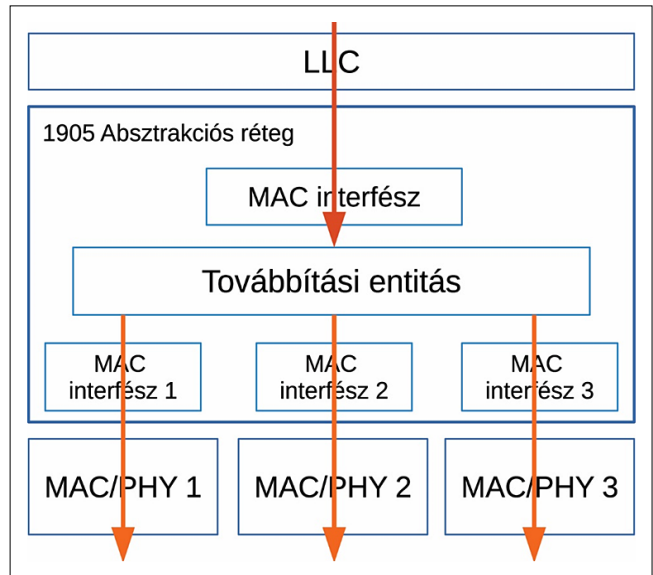 LLC
1905 Absztrakciós réteg
MAC interfész
Továbbítási entitás
MAC
interfész 1
MAC
interfész 2
MAC
interfész 3
MAC/PHY 1
MAC/PHY 2
MAC/PHY 3